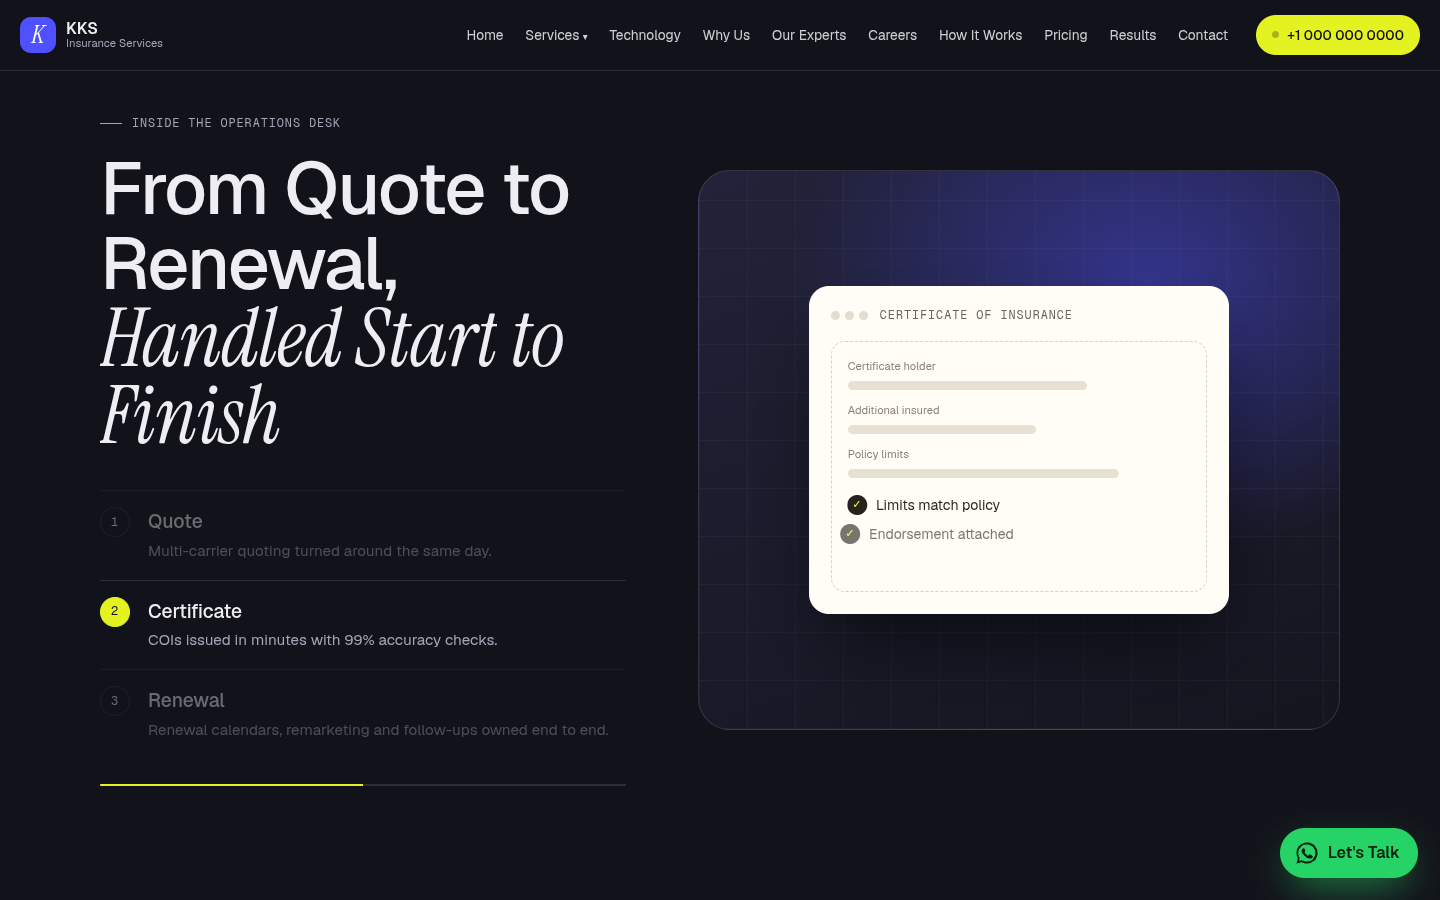 K
KKS
Insurance Services
Home
Services ▾
Technology
Why Us
Our Experts
Careers
How It Works
Pricing
Results
Contact
+1 000 000 0000
INSIDE THE OPERATIONS DESK
From Quote to
Renewal,
Handled Start to
Finish
1
Quote
Multi-carrier quoting turned around the same day.
2
Certificate
COIs issued in minutes with 99% accuracy checks.
3
Renewal
Renewal calendars, remarketing and follow-ups owned end to end.
CERTIFICATE OF INSURANCE
Certificate holder
Additional insured
Policy limits
✓ Limits match policy
✓ Endorsement attached
Let's Talk